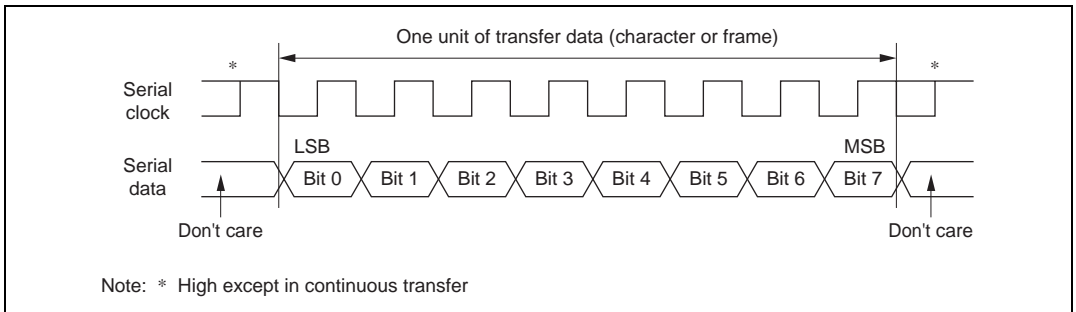 One unit of transfer data (character or frame)
*
*
Serial
clock
LSB
MSB
Serial
data
Bit 0
Bit 1
Bit 2
Bit 3
Bit 4
Bit 5
Bit 6
Bit 7
Don't care
Don't care
Note: * High except in continuous transfer